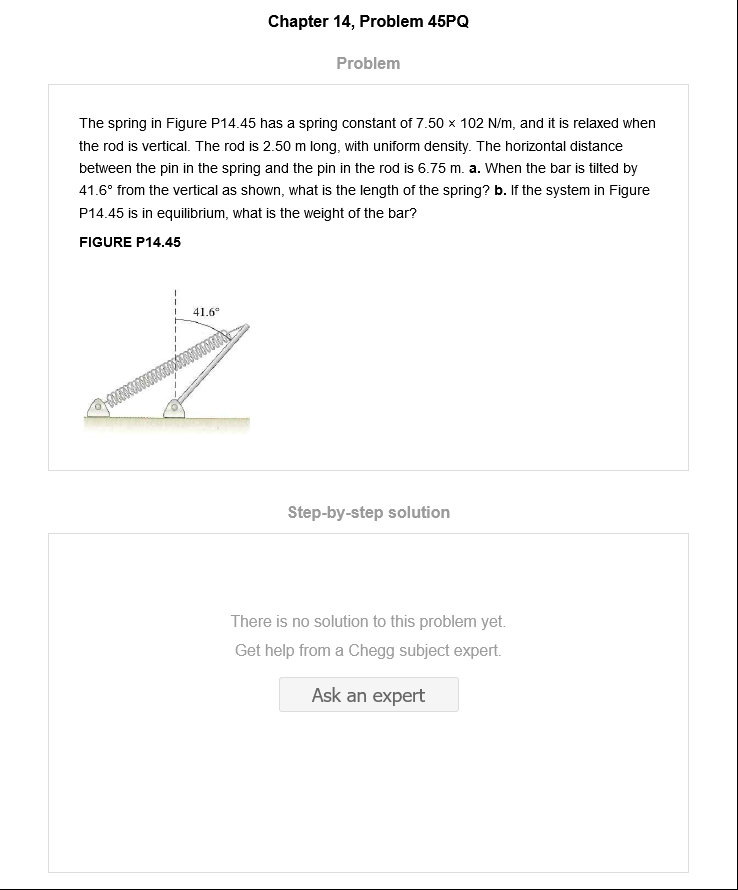 Chapter 14, Problem 45PQ
Problem
The spring in Figure P14.45 has a spring constant of 7.50 × 102 N/m, and it is relaxed when
the rod is vertical. The rod is 2.50 m long, with uniform density. The horizontal distance
between the pin in the spring and the pin in the rod is 6.75 m. a. When the bar is tilted by
41.6° from the vertical as shown, what is the length of the spring? b. If the system in Figure
P14.45 is in equilibrium, what is the weight of the bar?
FIGURE P14.45
41.6°
Step-by-step solution
There is no solution to this problem yet.
Get help from a Chegg subject expert.
Ask an expert